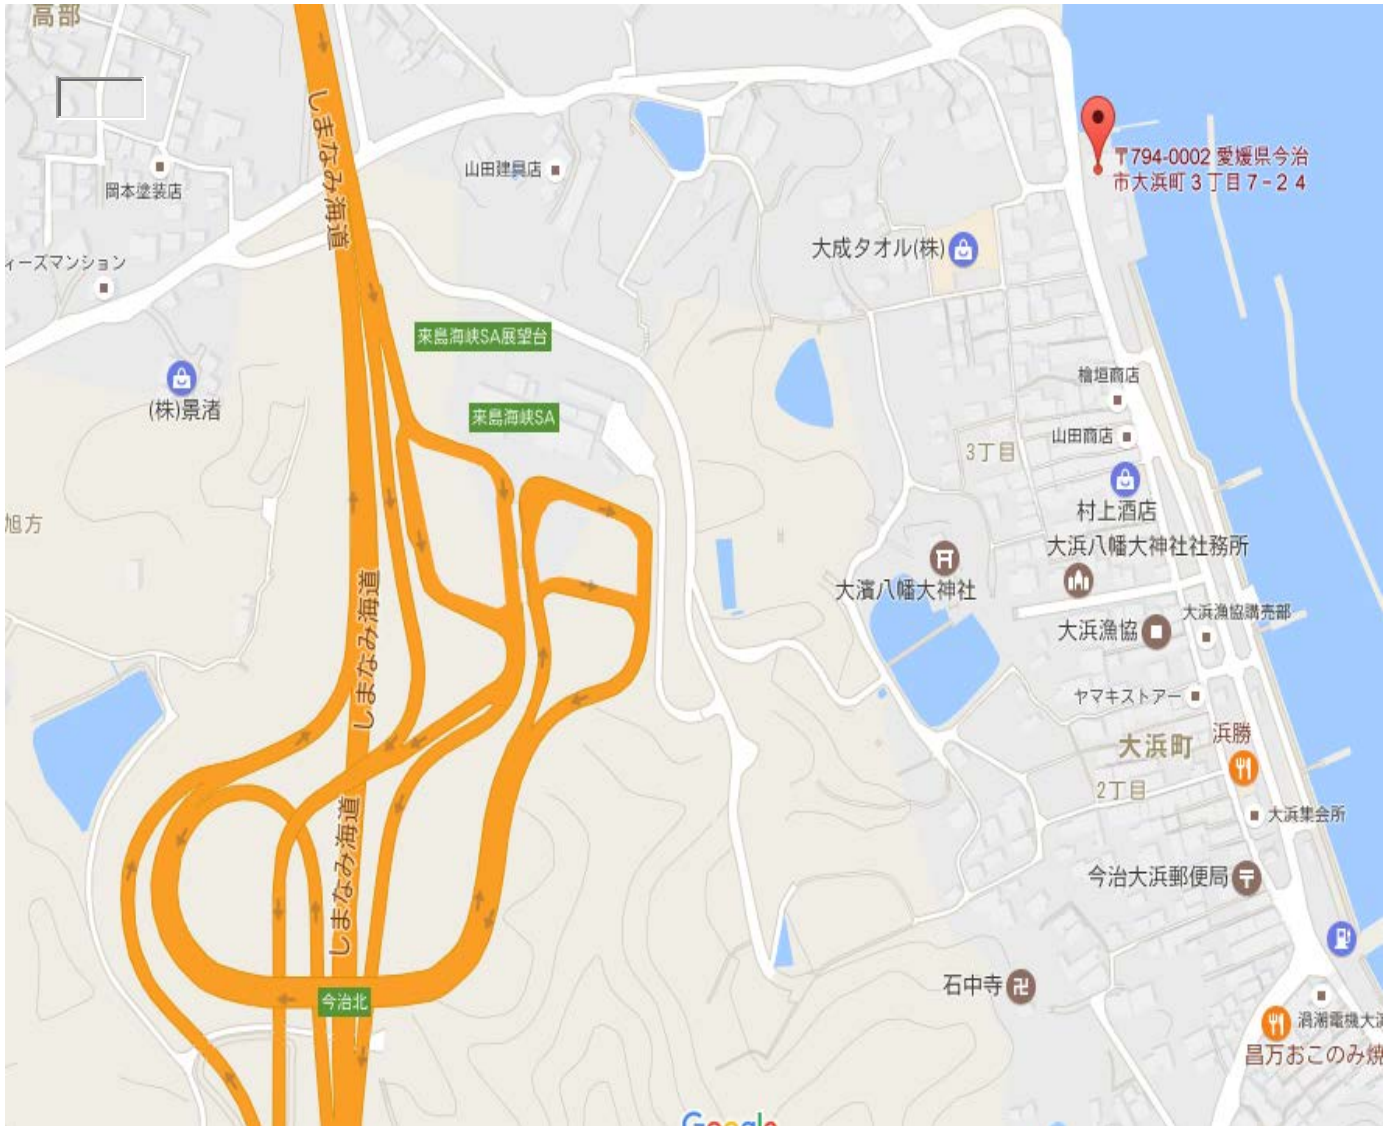 高部
しまなみ海道
山田建具店
岡本塗装店
〒794-0002 愛媛県今治
市大浜町3丁目7-24
大成タオル(株)
ィーズマンション
来島海峡SA展望台
(株)景渚
来島海峡SA
檜垣商店
山田商店
3丁目
村上酒店
旭方
大浜八幡大神社社務所
大濱八幡大神社
大浜漁協購売部
大浜漁協
しまなみ海道
ヤマキストアー
浜勝
大浜町
2丁目
大浜集会所
しまなみ海道
今治大浜郵便局
石中寺
今治北
渦潮電機大浜
昌万おこのみ焼
Google